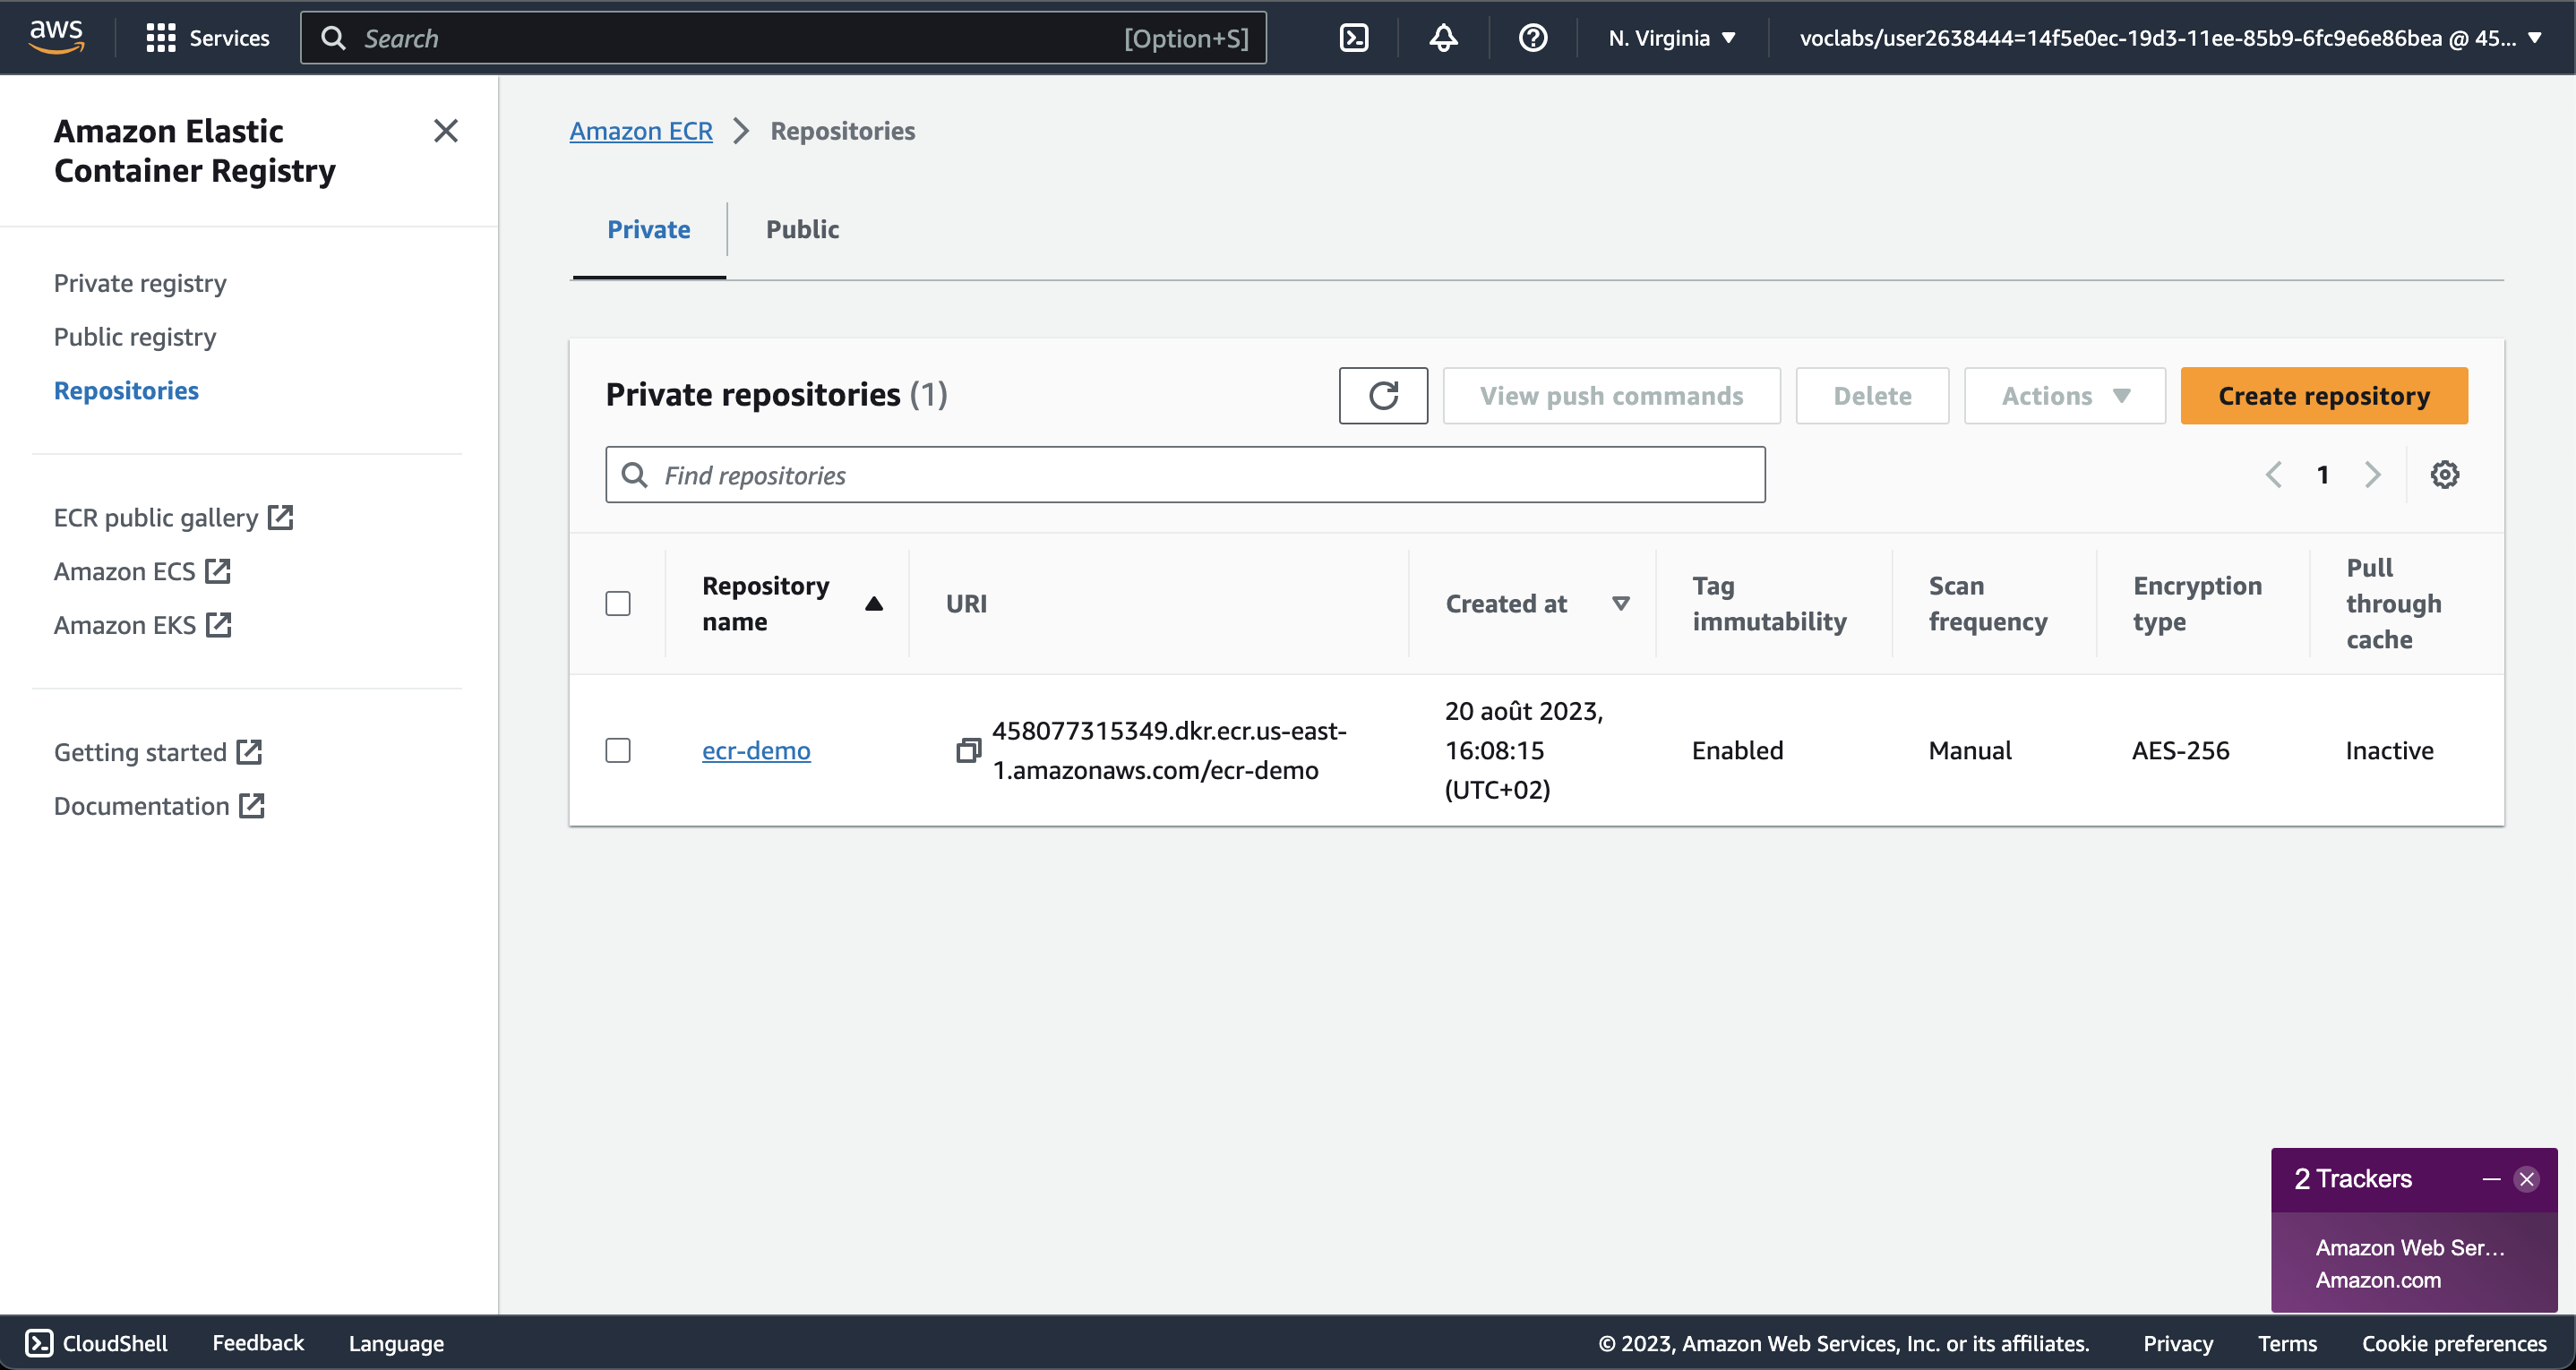 aws
Services
Search
[Option+S]
N. Virginia
voclabs/user2638444=14f5e0ec-19d3-11ee-85b9-6fc9e6e86bea @ 45...
Amazon Elastic
Container Registry
Private registry
Public registry
Repositories
ECR public gallery
Amazon ECS
Amazon EKS
Getting started
Documentation
Amazon ECR
Repositories
Private
Public
Private repositories (1)
View push commands
Delete
Actions
Create repository
Find repositories
1
Repository
name
URI
Created at
Tag
immutability
Scan
frequency
Encryption
type
Pull
through
cache
ecr-demo
458077315349.dkr.ecr.us-east-
1.amazonaws.com/ecr-demo
20 août 2023,
16:08:15
(UTC+02)
Enabled
Manual
AES-256
Inactive
2 Trackers
Amazon Web Ser...
Amazon.com
CloudShell
Feedback
Language
© 2023, Amazon Web Services, Inc. or its affiliates.
Privacy
Terms
Cookie preferences